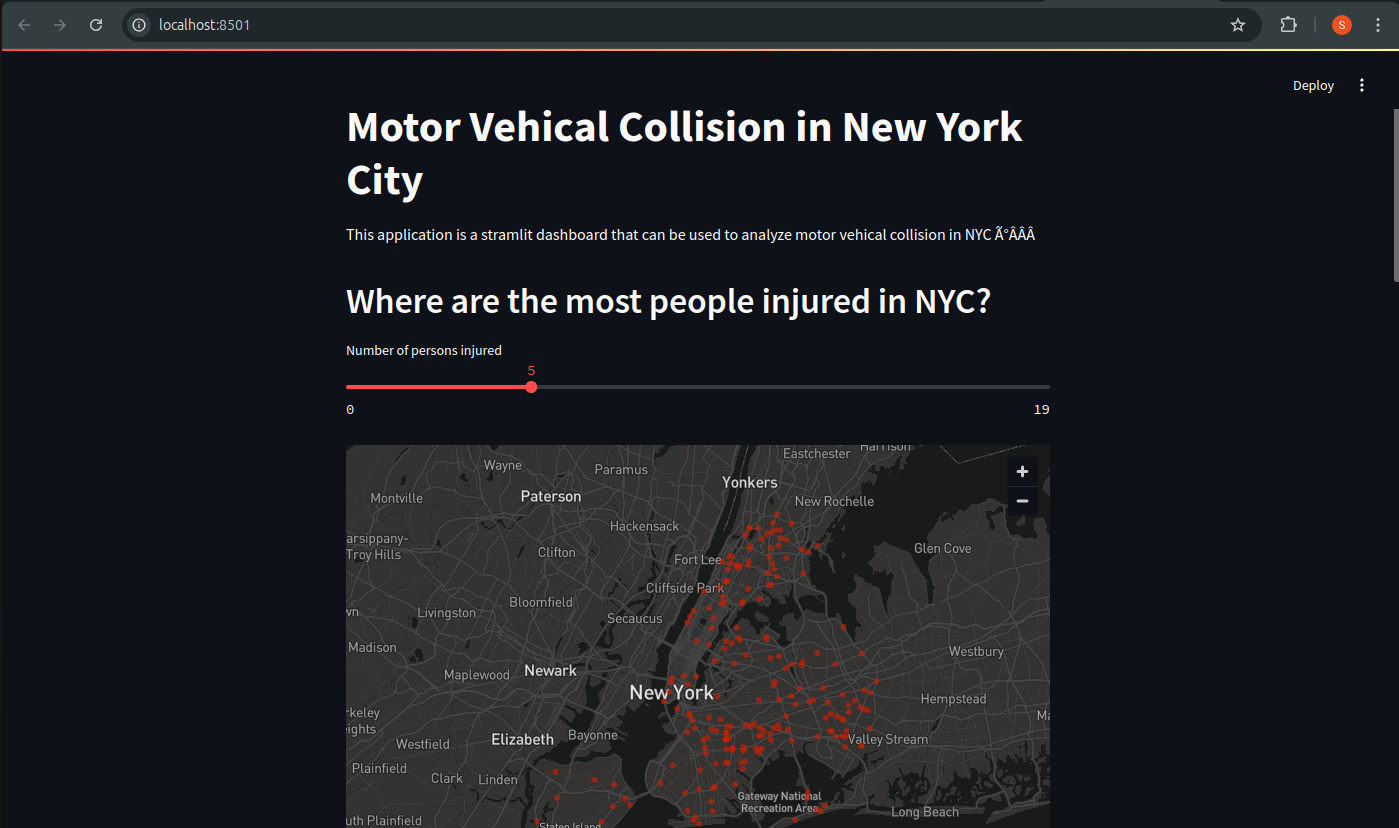 localhost:8501
S
Deploy
Motor Vehical Collision in New York
City
This application is a stramlit dashboard that can be used to analyze motor vehical collision in NYC Ã°ÂÂÂ
Where are the most people injured in NYC?
Number of persons injured
5
0
19
Eastchester
Harrison
Wayne
Paramus
Yonkers
Paterson
Montville
New Rochelle
Hackensack
arsippany-
Troy Hills
Clifton
Fort Lee
Glen Cove
Cliffside Park
Bloomfield
Livingston
wn
Secaucus
Madison
Westbury
Maplewood
Newark
New York
Hempstead
rkeley
eights
Ma
Elizabeth
Bayonne
Westfield
Valley Stream
Plainfield
Clark
Linden
Gateway National
Recreation Area
Long Beach
uth Plainfield
Staten Island